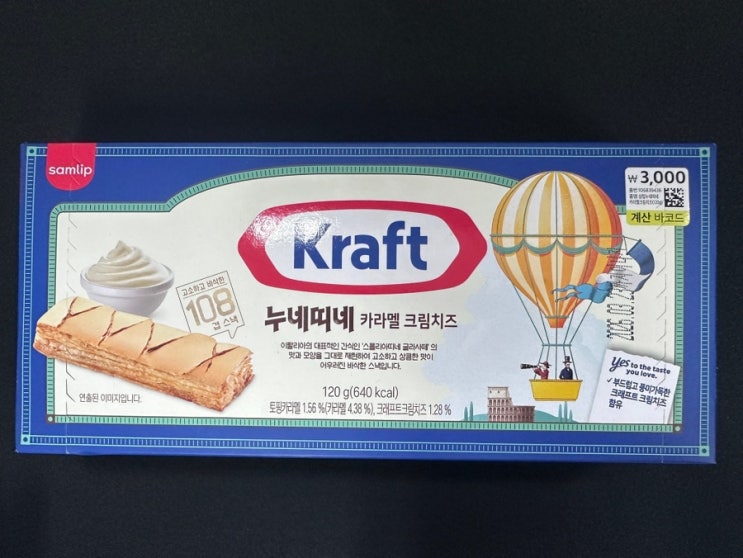 samlip
Kraft
고소하고 바삭한
108
겹 스낵
누네띠네 카라멜 크림치즈
이탈리아의 대표적인 간식인 '스폴리아띠네 글라사떼'의
맛과 모양을 그대로 재현하여 고소하고 상큼한 맛이
어우러진 바삭한 스낵입니다.
120 g(640 kcal)
토핑카라멜 1.56 %(카라멜 4.38 %), 크래프트크림치즈 1.28 %
연출된 이미지입니다.
₩ 3,000
계산 바코드
Yes to the taste
you love.
✓ 부드럽고 풍미가득한
크래프트 크림치즈
함유